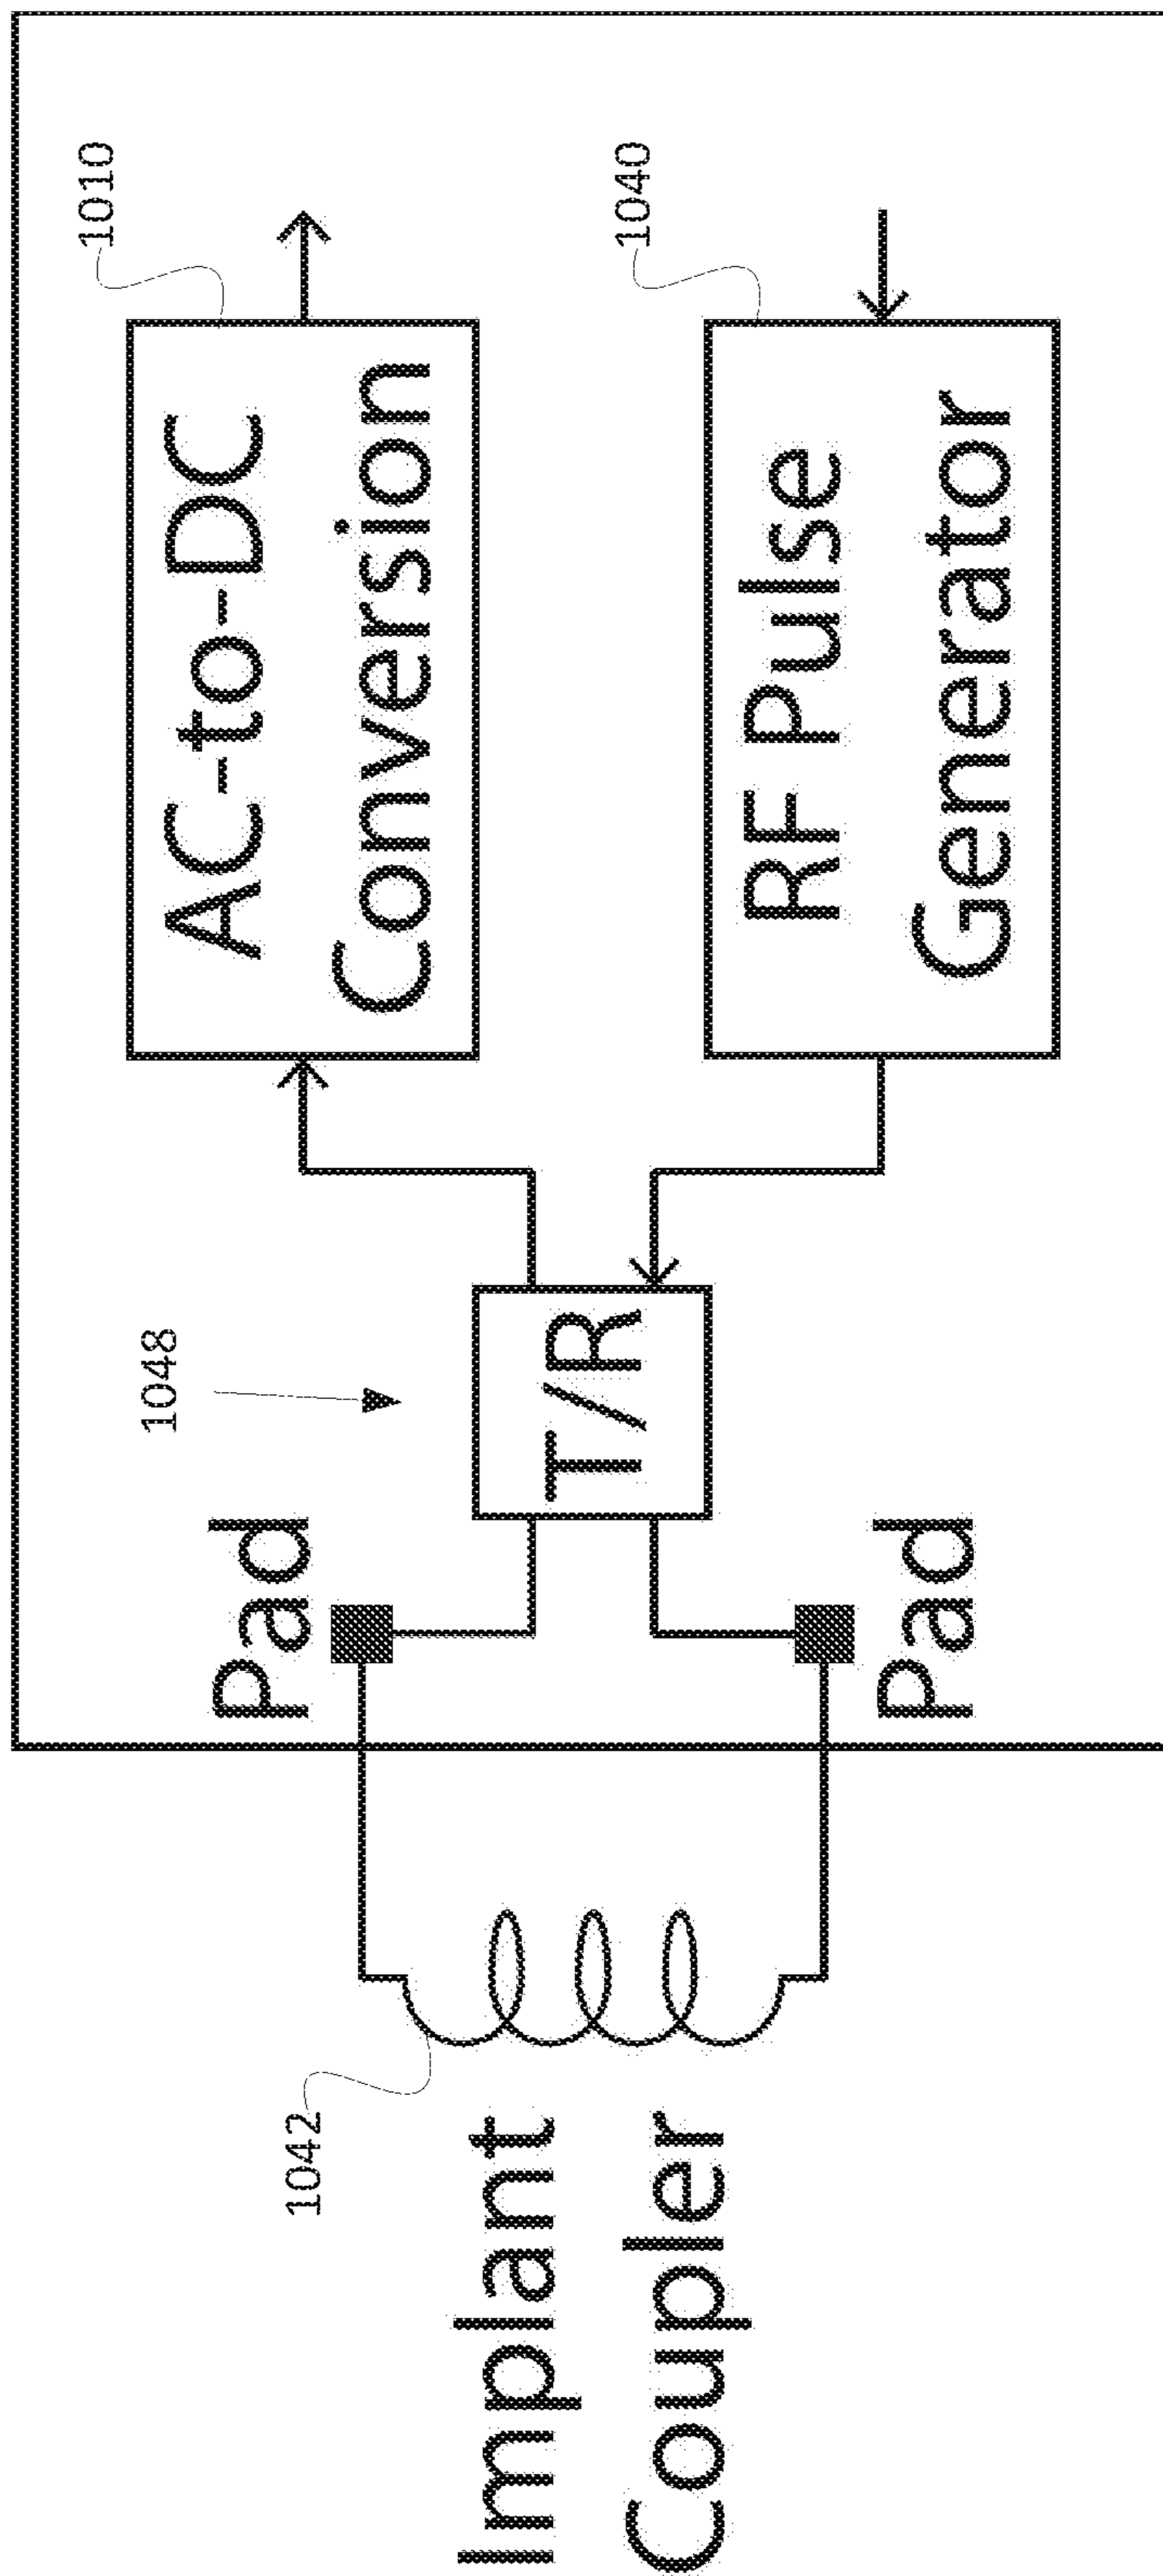 Implant
Coupler
1042
Pad
Pad
1048
T/R
AC-to-DC
Conversion
1010
RF Pulse
Generator
1040